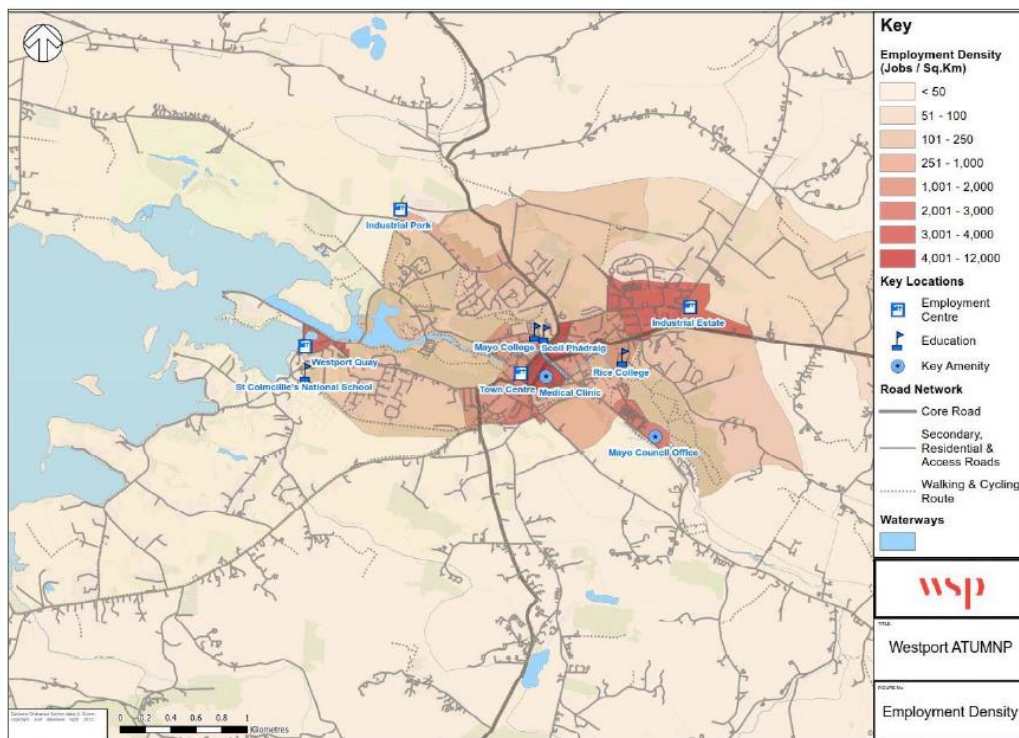 Industrial Park
Industrial Estate
Mayo College
Scoil Phádraig
Westport Quay
Rice College
St Colmcille's National School
Town Centre
Medical Clinic
Mayo Council Office
0 0.2 0.4 0.6 0.8 1
Kilometres
Key
Employment Density
(Jobs / Sq.Km)
< 50
51 - 100
101 - 250
251 - 1,000
1,001 - 2,000
2,001 - 3,000
3,001 - 4,000
4,001 - 12,000
Key Locations
Employment
Centre
Education
Key Amenity
Road Network
Core Road
Secondary,
Residential &
Access Roads
Walking & Cycling
Route
Waterways
wsp
TITLE:
Westport ATUMNP
Employment Density